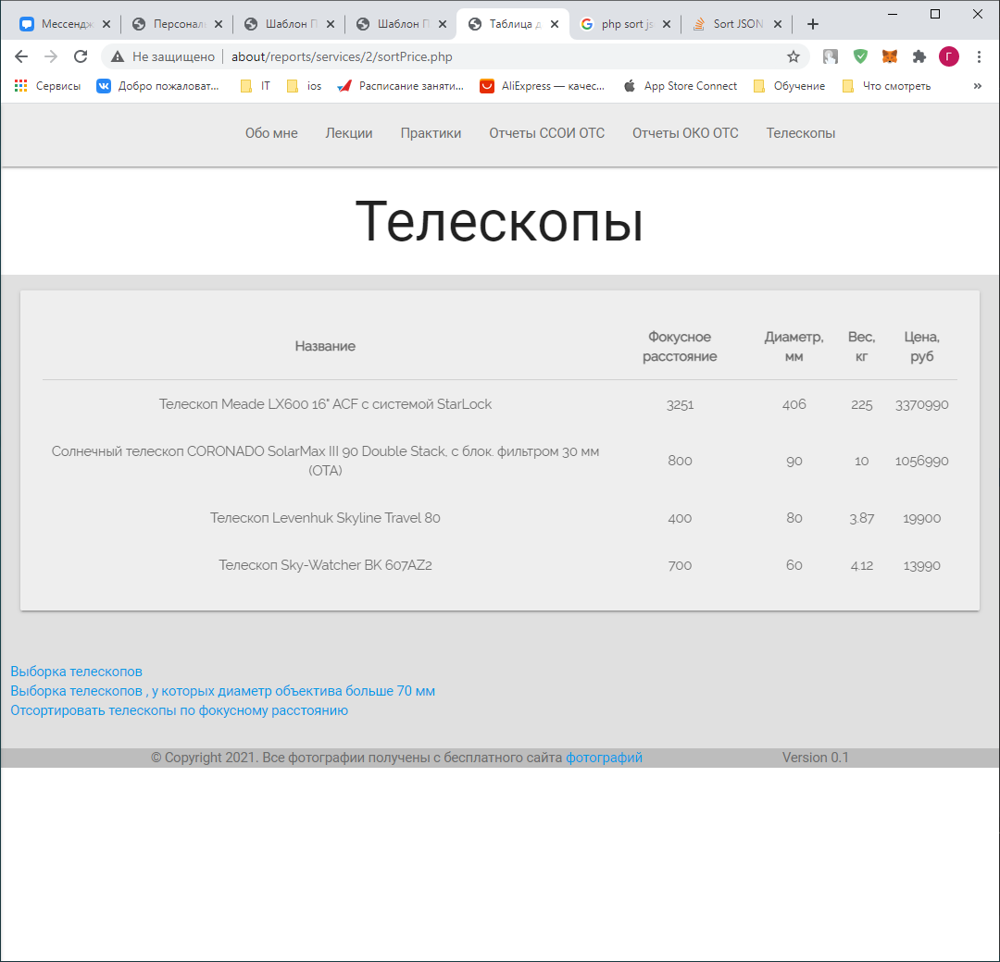 Мессендж
Персонал
Шаблон П
Шаблон П
Таблица д
php sort js
Sort JSON
Не защищено
about/reports/services/2/sortPrice.php
Г
Сервисы
Добро пожаловат...
IT
ios
Расписание заняти...
AliExpress — качес...
App Store Connect
Обучение
Что смотреть
»
Обо мне
Лекции
Практики
Отчеты ССОИ ОТС
Отчеты ОКО ОТС
Телескопы
Телескопы
Название
Фокусное
расстояние
Диаметр,
мм
Вес,
кг
Цена,
руб
Телескоп Meade LX600 16" ACF с системой StarLock
3251
406
225
3370990
Солнечный телескоп CORONADO SolarMax III 90 Double Stack, с блок. фильтром 30 мм
(OTA)
800
90
10
1056990
Телескоп Levenhuk Skyline Travel 80
400
80
3.87
19900
Телескоп Sky-Watcher BK 607AZ2
700
60
4.12
13990
Выборка телескопов
Выборка телескопов , у которых диаметр объектива больше 70 мм
Отсортировать телескопы по фокусному расстоянию
© Copyright 2021. Все фотографии получены с бесплатного сайта фотографий
Version 0.1